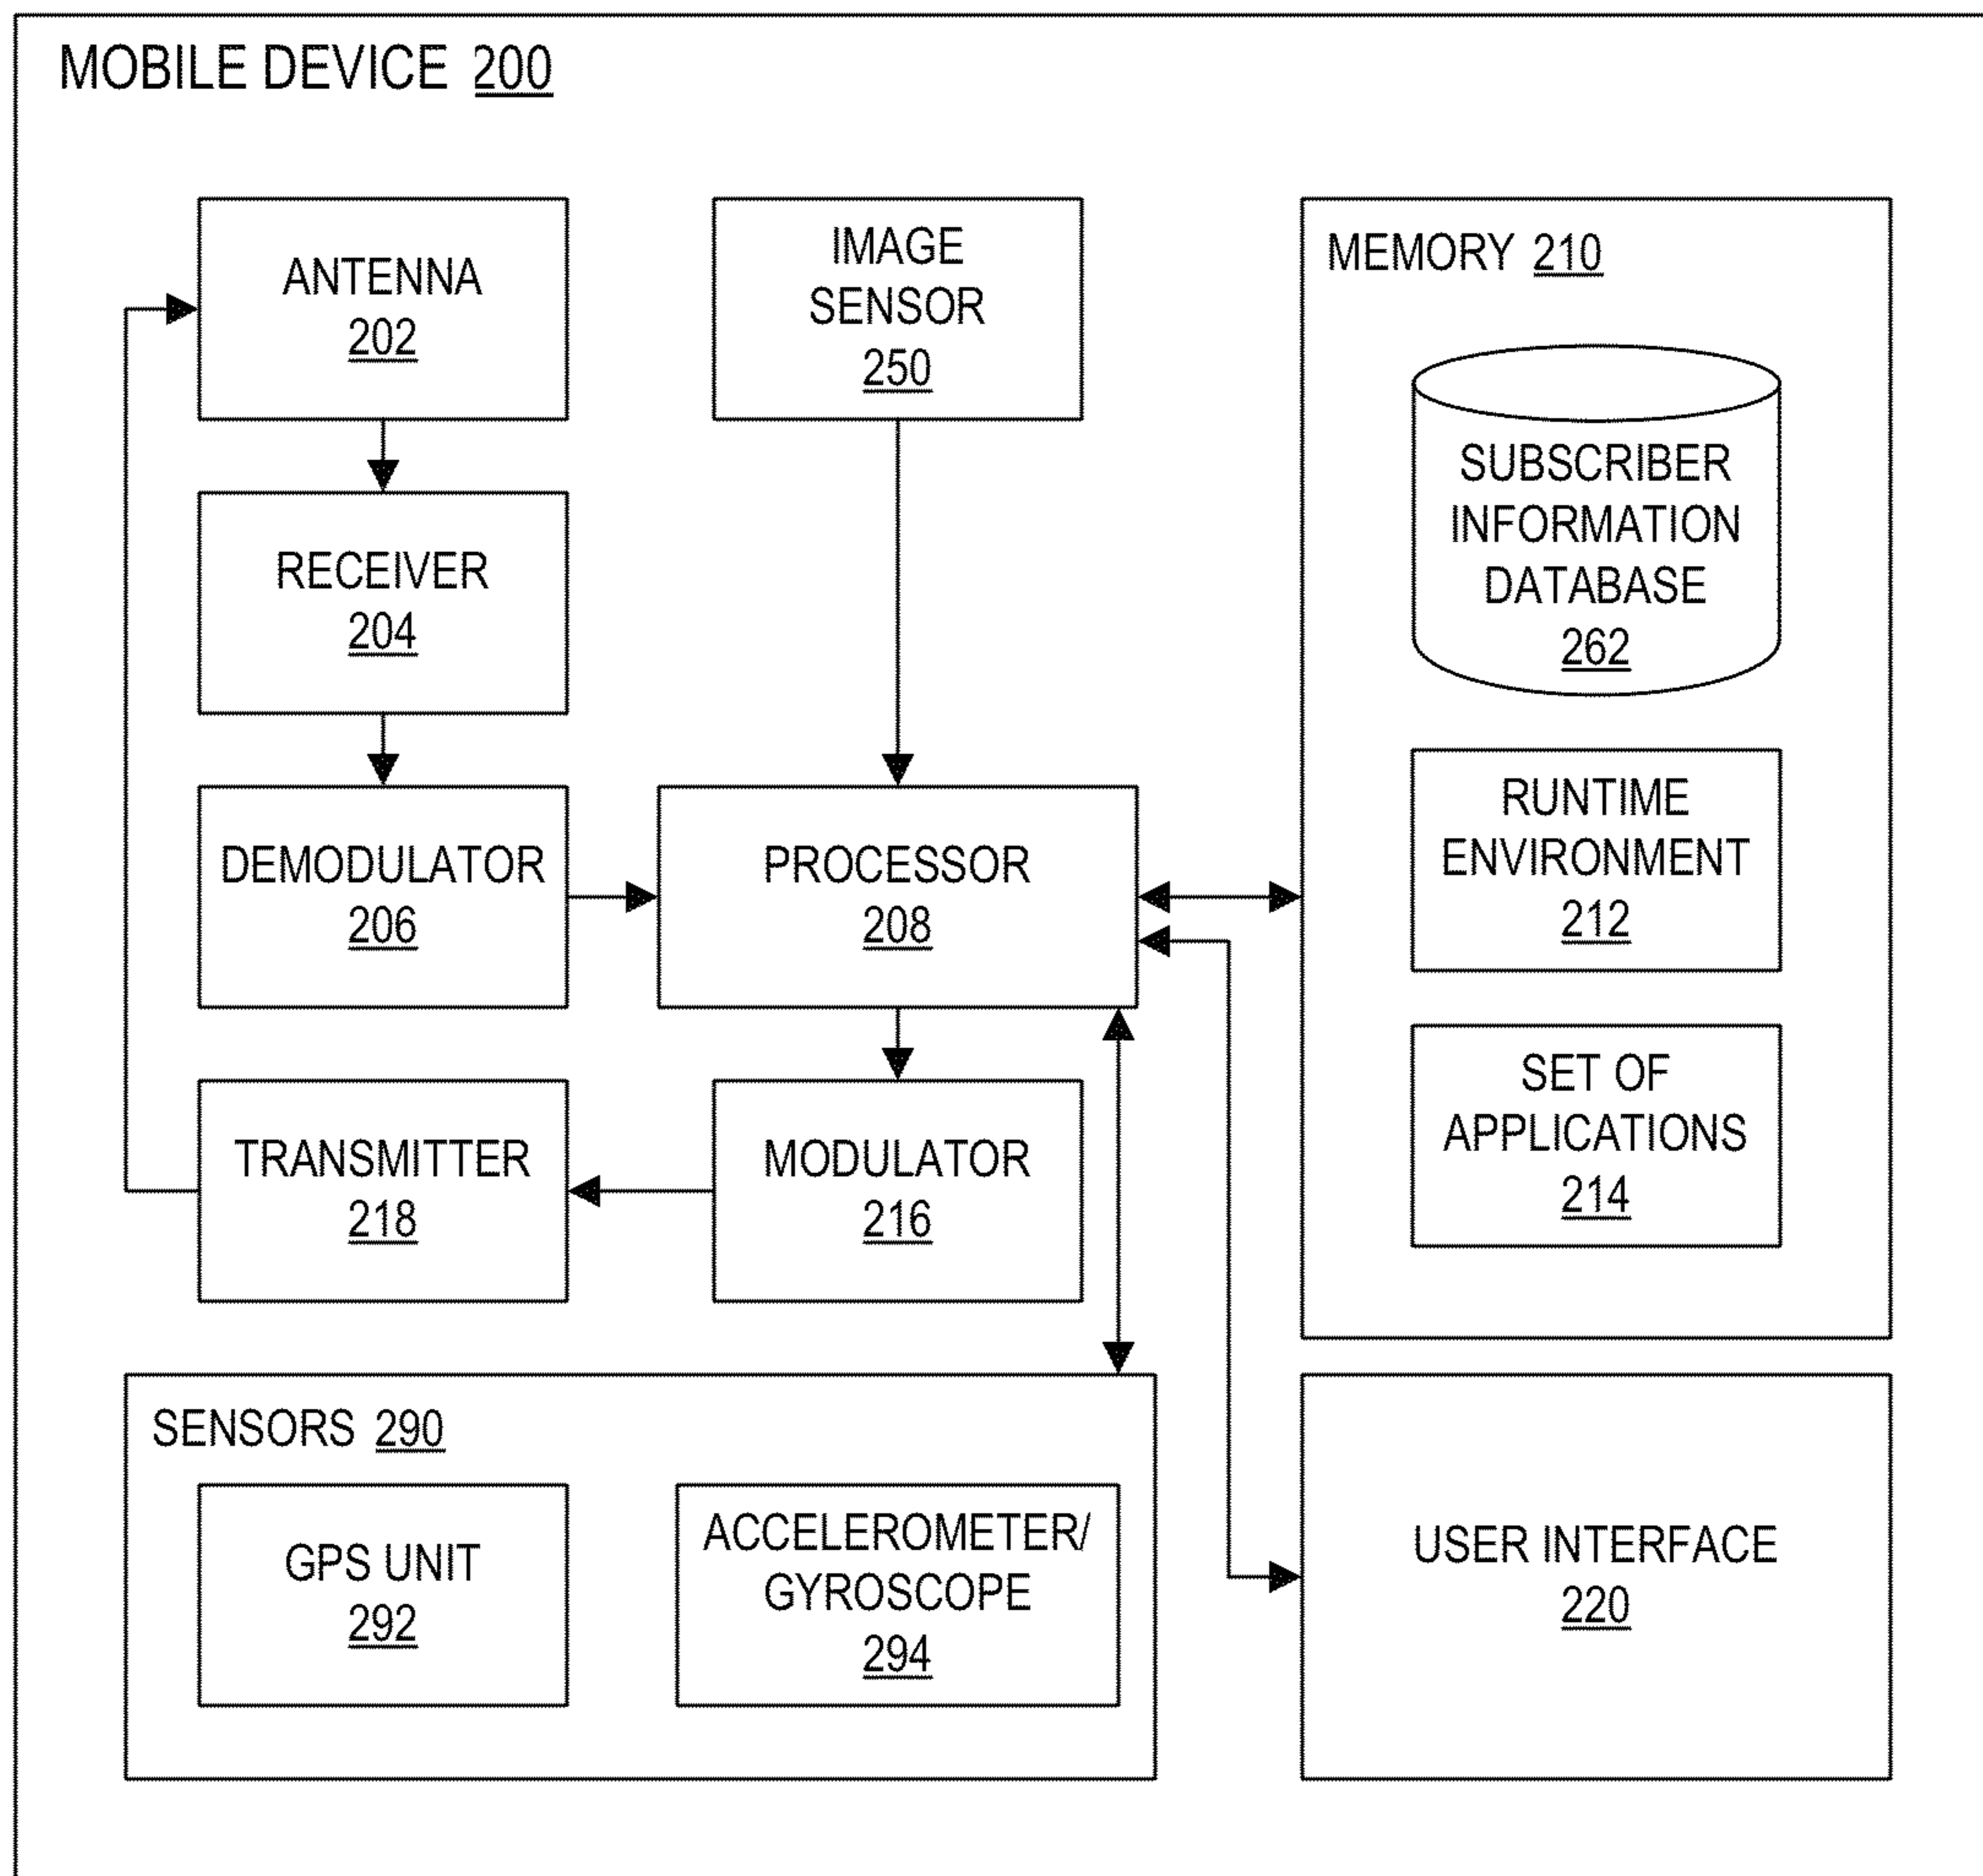 MOBILE DEVICE 200
ANTENNA
202
IMAGE
SENSOR
250
MEMORY 210
SUBSCRIBER
INFORMATION
DATABASE
262
RECEIVER
204
DEMODULATOR
206
PROCESSOR
208
RUNTIME
ENVIRONMENT
212
SET OF
APPLICATIONS
214
TRANSMITTER
218
MODULATOR
216
SENSORS 290
GPS UNIT
292
ACCELEROMETER/
GYROSCOPE
294
USER INTERFACE
220